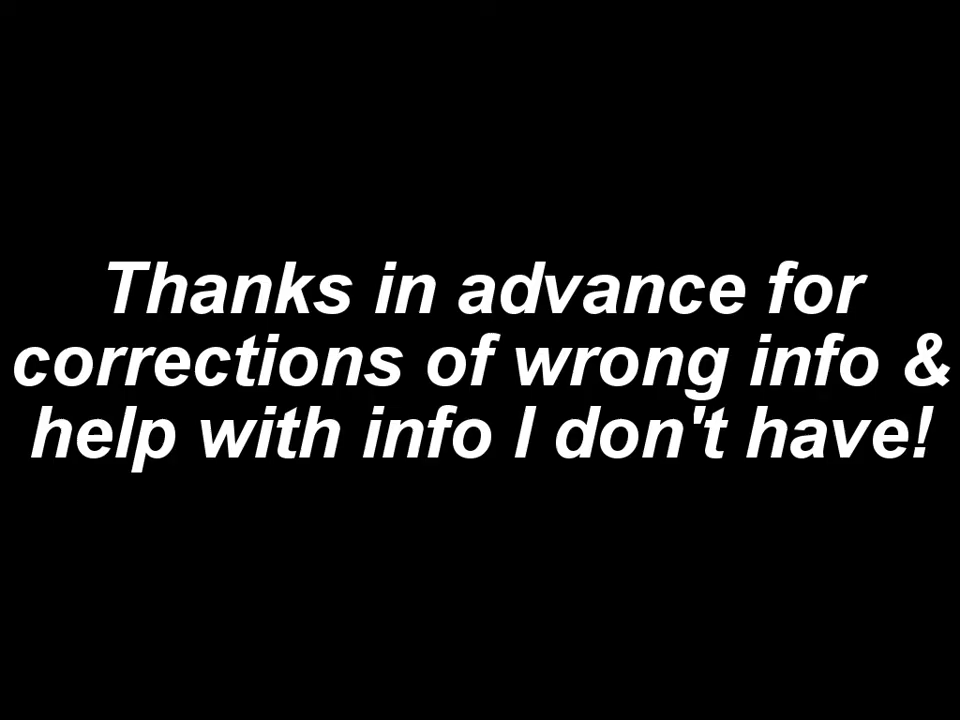 Thanks in advance for
corrections of wrong info &
help with info I don't have!